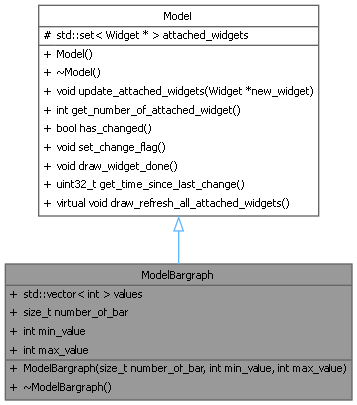 Model
# std::set< Widget * > attached_widgets
+ Model()
+ ~Model()
+ void update_attached_widgets(Widget *new_widget)
+ int get_number_of_attached_widget()
+ bool has_changed()
+ void set_change_flag()
+ void draw_widget_done()
+ uint32_t get_time_since_last_change()
+ virtual void draw_refresh_all_attached_widgets()
ModelBargraph
+ std::vector< int > values
+ size_t number_of_bar
+ int min_value
+ int max_value
+ ModelBargraph(size_t number_of_bar, int min_value, int max_value)
+ ~ModelBargraph()